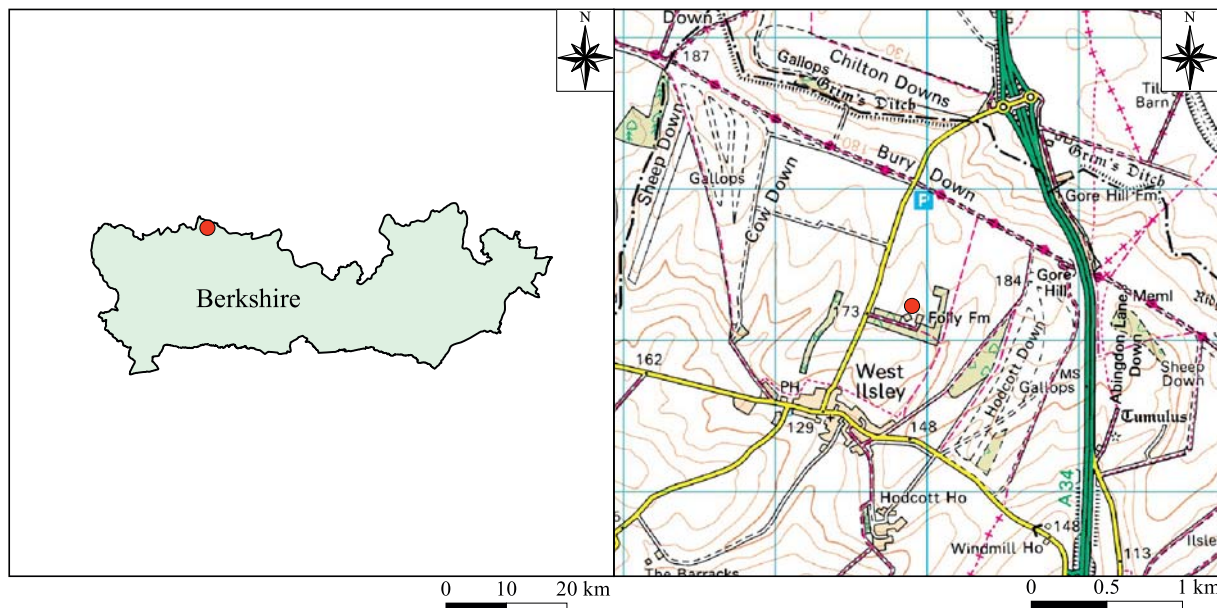 N
Berkshire
0 10 20 km
N
Down
187
Gallops
Chilton Downs
130
Grim's Ditch
Barn
Sheep Down
180
Bury Down
Grim's Ditch
Gallops
Cow Down
P
Gore Hill Fm
184
Gore
Hill
Meml
173
Folly Fm
Abingdon Lane
Down
Hodcott Down
162
West
Ilsley
Sheep
Down
PH
MS
Gallops
Tumulus
129
148
A34
Hodcott Ho
148
Windmill Ho
113
The Barracks
0 0.5 1 km